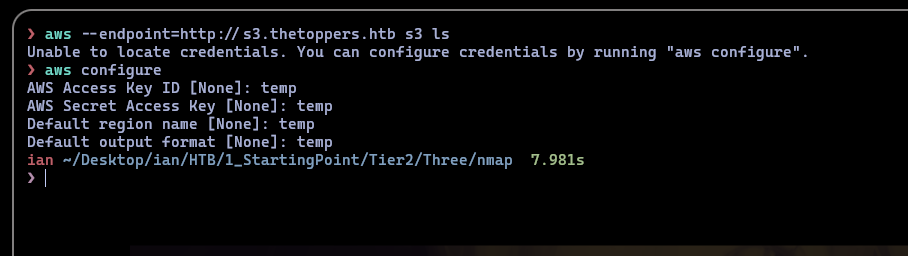 ❯ aws --endpoint=http://s3.thetoppers.htb s3 ls
Unable to locate credentials. You can configure credentials by running "aws configure".
❯ aws configure
AWS Access Key ID [None]: temp
AWS Secret Access Key [None]: temp
Default region name [None]: temp
Default output format [None]: temp
ian ~/Desktop/ian/HTB/1_StartingPoint/Tier2/Three/nmap  7.981s
❯